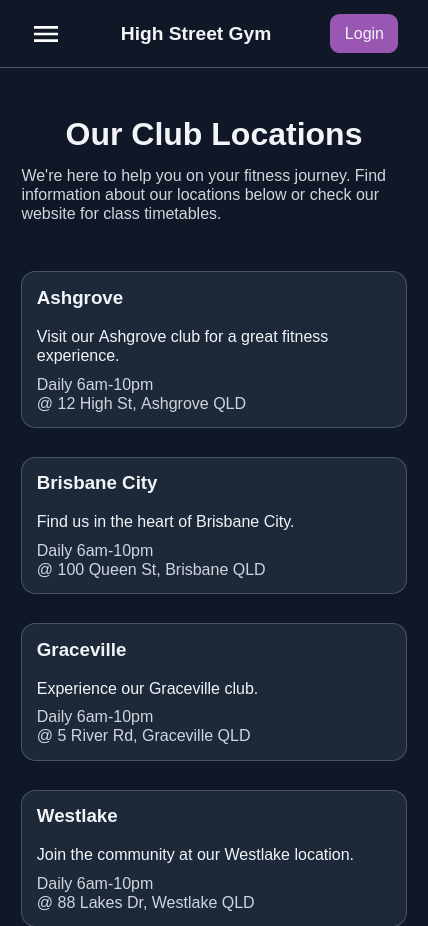 High Street Gym
Login
Our Club Locations
We're here to help you on your fitness journey. Find
information about our locations below or check our
website for class timetables.
Ashgrove
Visit our Ashgrove club for a great fitness
experience.
Daily 6am-10pm
@ 12 High St, Ashgrove QLD
Brisbane City
Find us in the heart of Brisbane City.
Daily 6am-10pm
@ 100 Queen St, Brisbane QLD
Graceville
Experience our Graceville club.
Daily 6am-10pm
@ 5 River Rd, Graceville QLD
Westlake
Join the community at our Westlake location.
Daily 6am-10pm
@ 88 Lakes Dr, Westlake QLD